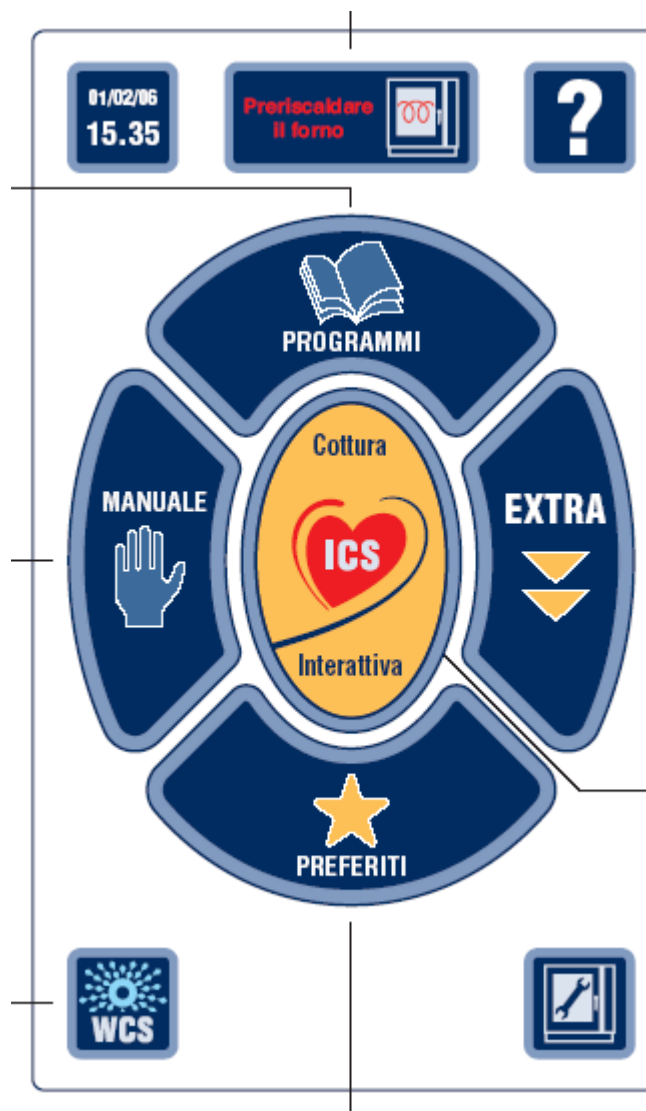 01/02/06
15.35
Preriscaldare
il forno
?
PROGRAMMI
MANUALE
Cottura
ICS
Interattiva
EXTRA
PREFERITI
WCS